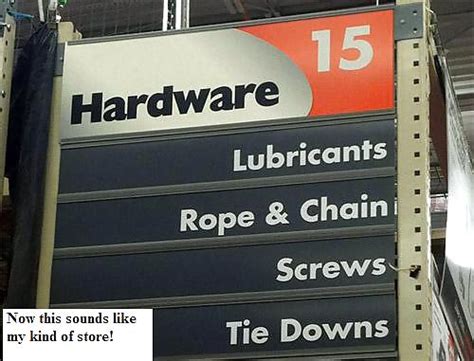 15
Hardware
Lubricants
Rope & Chain
Screws
Tie Downs
Now this sounds like
my kind of store!